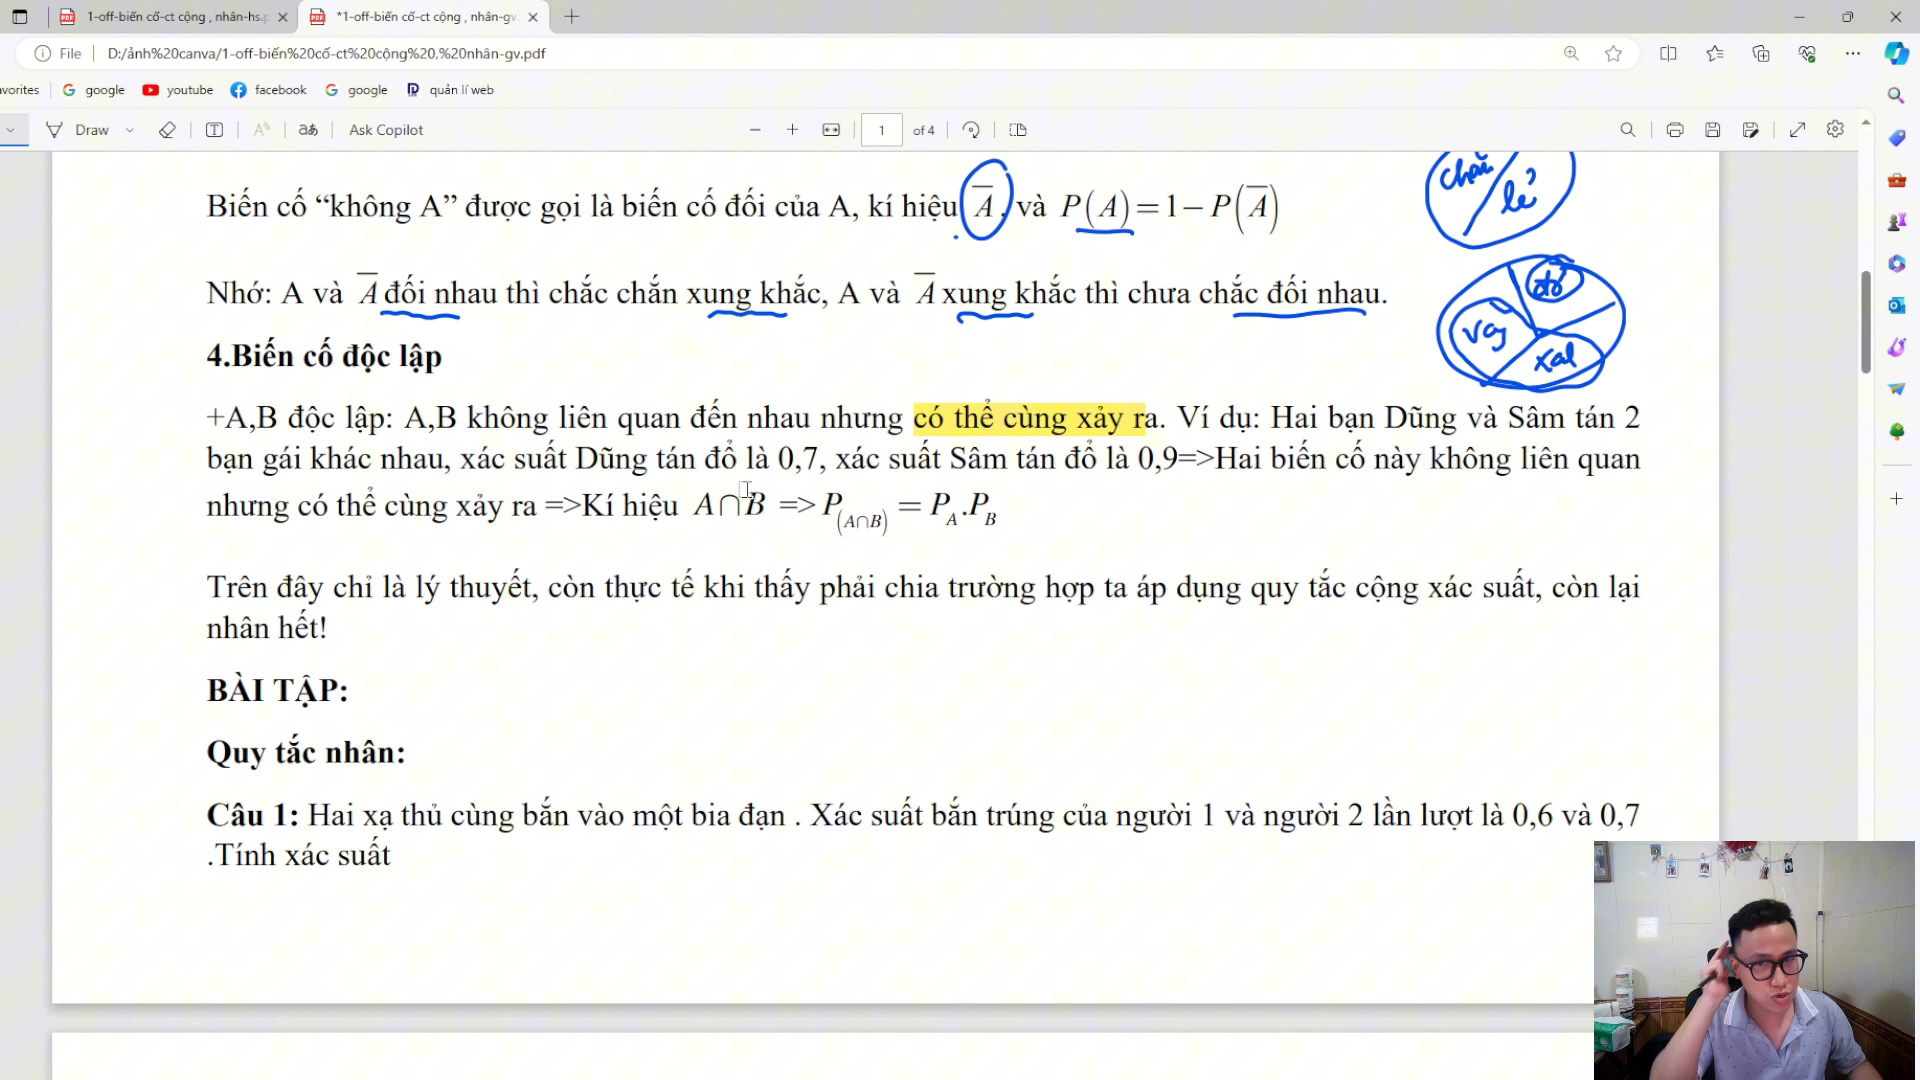 1-off-biến cố-ct cộng , nhân-hs.p
*1-off-biến cố-ct cộng , nhân-gv.
File
D:/ảnh%20canva/1-off-biến%20cố-ct%20cộng%20,%20nhân-gv.pdf
avorites
google
youtube
facebook
google
quản lí web
Draw
Ask Copilot
1 of 4
chẵn
lẻ
Biến cố “không A” được gọi là biến cố đối của A, kí hiệu A̅, và P(A)=1−P(A̅)
Nhớ: A và A̅ đối nhau thì chắc chắn xung khắc, A và A̅ xung khắc thì chưa chắc đối nhau.
đỏ
4.Biến cố độc lập
+A,B độc lập: A,B không liên quan đến nhau nhưng có thể cùng xảy ra. Ví dụ: Hai bạn Dũng và Sâm tán 2
bạn gái khác nhau, xác suất Dũng tán đổ là 0,7, xác suất Sâm tán đổ là 0,9=>Hai biến cố này không liên quan
nhưng có thể cùng xảy ra =>Kí hiệu A∩B => P(A∩B) = P_A.P_B
Trên đây chỉ là lý thuyết, còn thực tế khi thấy phải chia trường hợp ta áp dụng quy tắc cộng xác suất, còn lại
nhân hết!
BÀI TẬP:
Quy tắc nhân:
Câu 1: Hai xạ thủ cùng bắn vào một bia đạn . Xác suất bắn trúng của người 1 và người 2 lần lượt là 0,6 và 0,7
.Tính xác suất